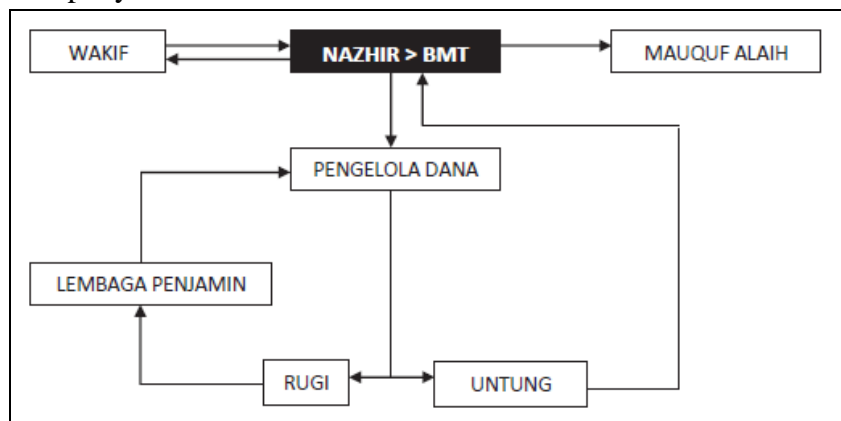 WAKIF
NAZHIR > BMT
MAUQUF ALAIH
PENGELOLA DANA
LEMBAGA PENJAMIN
RUGI
UNTUNG